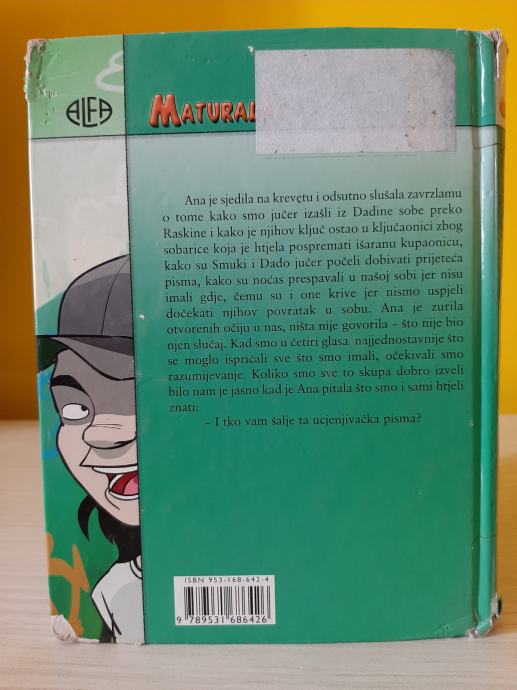 ALFA
MATURAL
Ana je sjedila na krevetu i odsutno slušala zavrzlamu
o tome kako smo jučer izašli iz Dadine sobe preko
Raskine i kako je njihov ključ ostao u ključaonici zbog
sobarice koja je htjela pospremati išaranu kupaonicu,
kako su Smuki i Dado jučer počeli dobivati prijeteća
pisma, kako su noćas prespavali u našoj sobi jer nisu
imali gdje, čemu su i one krive jer nismo uspjeli
dočekati njihov povratak u sobu. Ana je zurila
otvorenih očiju u nas, ništa nije govorila – što nije bio
njen slučaj. Kad smo u četiri glasa najjednostavnije što
se moglo ispričali sve što smo imali, očekivali smo
razumijevanje. Koliko smo sve to skupa dobro izveli
bilo nam je jasno kad je Ana pitala što smo i sami htjeli
znati:
– I tko vam šalje ta ucjenjivačka pisma?
ISBN 953-168-642-4
9 789531 686426